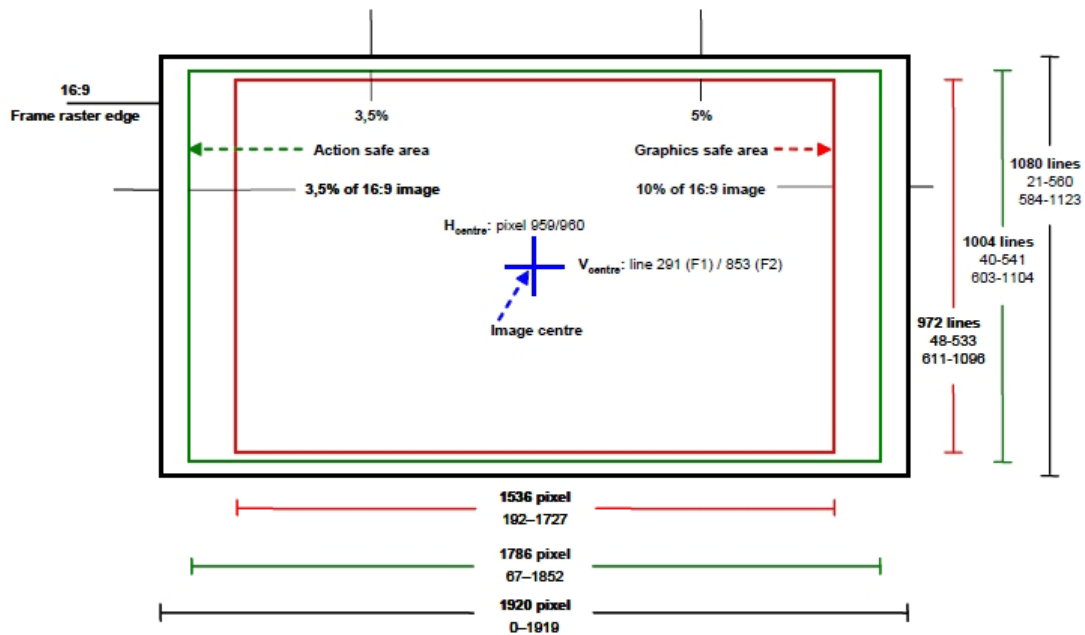 16:9
Frame raster edge
3,5%
5%
Action safe area
Graphics safe area
3,5% of 16:9 image
10% of 16:9 image
H centre: pixel 959/960
V centre: line 291 (F1) / 853 (F2)
Image centre
1080 lines
21-560
584-1123
1004 lines
40-541
603-1104
972 lines
48-533
611-1096
1536 pixel
192–1727
1786 pixel
67–1852
1920 pixel
0–1919